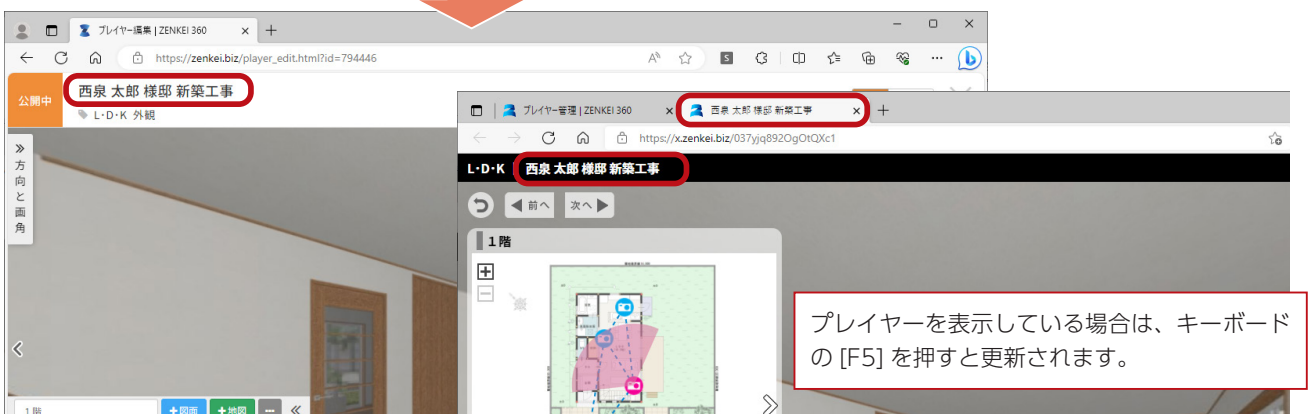 プレイヤー編集 | ZENKEI 360
https://zenkei.biz/player_edit.html?id=794446
公開中
西泉 太郎 様邸 新築工事
L・D・K 外観
方向と画角
1階
+図面
+地図
プレイヤー管理 | ZENKEI 360
西泉 太郎 様邸 新築工事
https://x.zenkei.biz/037yjq892OgOtQXc1
L・D・K
西泉 太郎 様邸 新築工事
前へ
次へ
1階
プレイヤーを表示している場合は、キーボード
の [F5] を押すと更新されます。